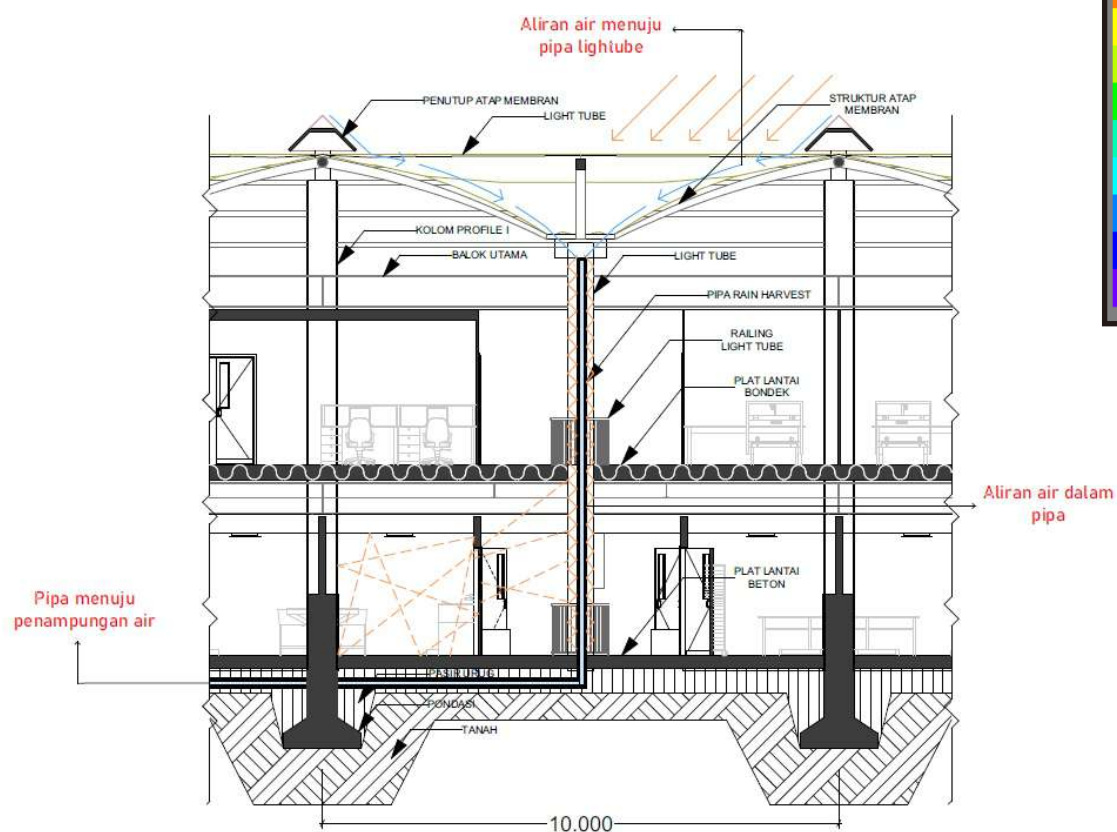 Aliran air menuju
pipa lightube
PENUTUP ATAP MEMBRAN
LIGHT TUBE
STRUKTUR ATAP
MEMBRAN
KOLOM PROFILE I
BALOK UTAMA
LIGHT TUBE
PIPA RAIN HARVEST
RAILING
LIGHT TUBE
PLAT LANTAI
BONDEK
Aliran air dalam
pipa
PLAT LANTAI
BETON
Pipa menuju
penampungan air
PASIR URUG
PONDASI
TANAH
10.000